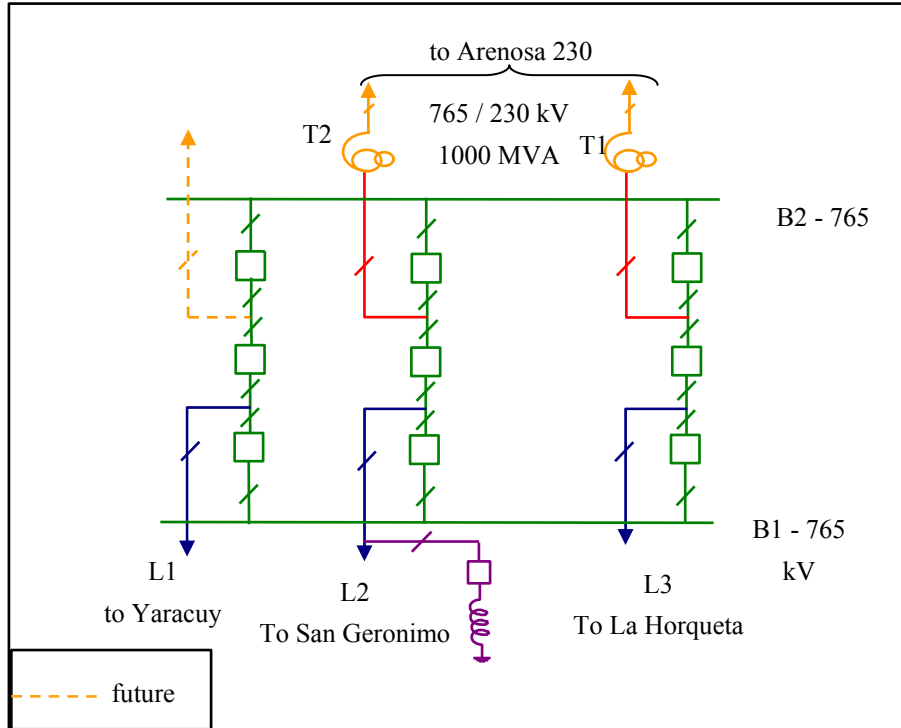 to Arenosa 230
765 / 230 kV
1000 MVA
T2
T1
B2 - 765
B1 - 765
kV
L1
to Yaracuy
L2
To San Geronimo
L3
To La Horqueta
future